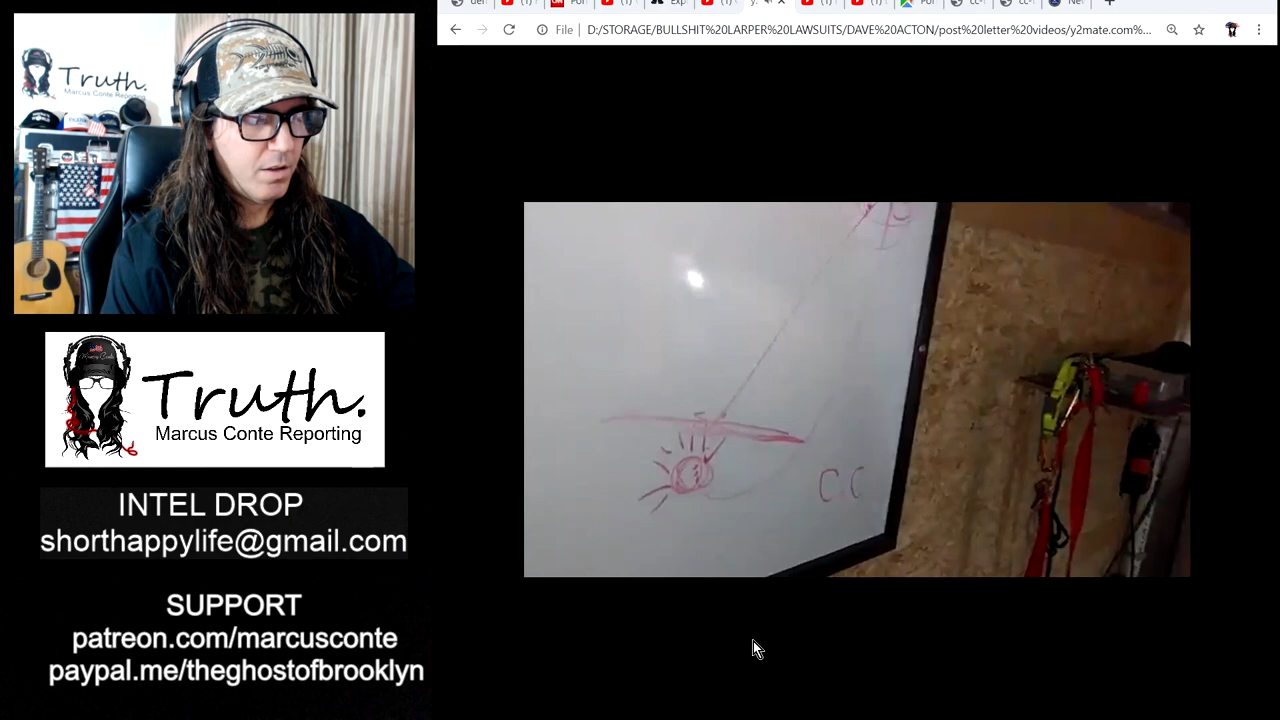 File
D:/STORAGE/BULLSHIT%20LARPER%20LAWSUITS/DAVE%20ACTON/post%20letter%20videos/y2mate.com%...
Truth.
Marcus Conte Reporting
Truth.
Marcus Conte Reporting
INTEL DROP
shorthappylife@gmail.com
SUPPORT
patreon.com/marcusconte
paypal.me/theghostofbrooklyn
C.C